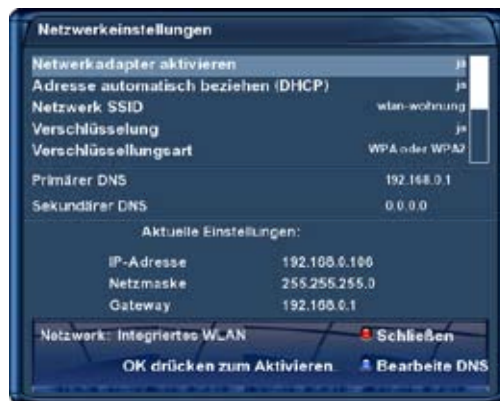 Netzwerkeinstellungen
Netwerkadapter aktivieren ja
Adresse automatisch beziehen (DHCP) ja
Netzwerk SSID wlan-wohnung
Verschlüsselung ja
Verschlüssellungsart WPA oder WPA2
Primärer DNS 192.168.0.1
Sekundärer DNS 0.0.0.0
Aktuelle Einstellungen:
IP-Adresse 192.168.0.106
Netzmaske 255.255.255.0
Gateway 192.168.0.1
Netzwerk: Integriertes WLAN Schließen
OK drücken zum Aktivieren Bearbeite DNS